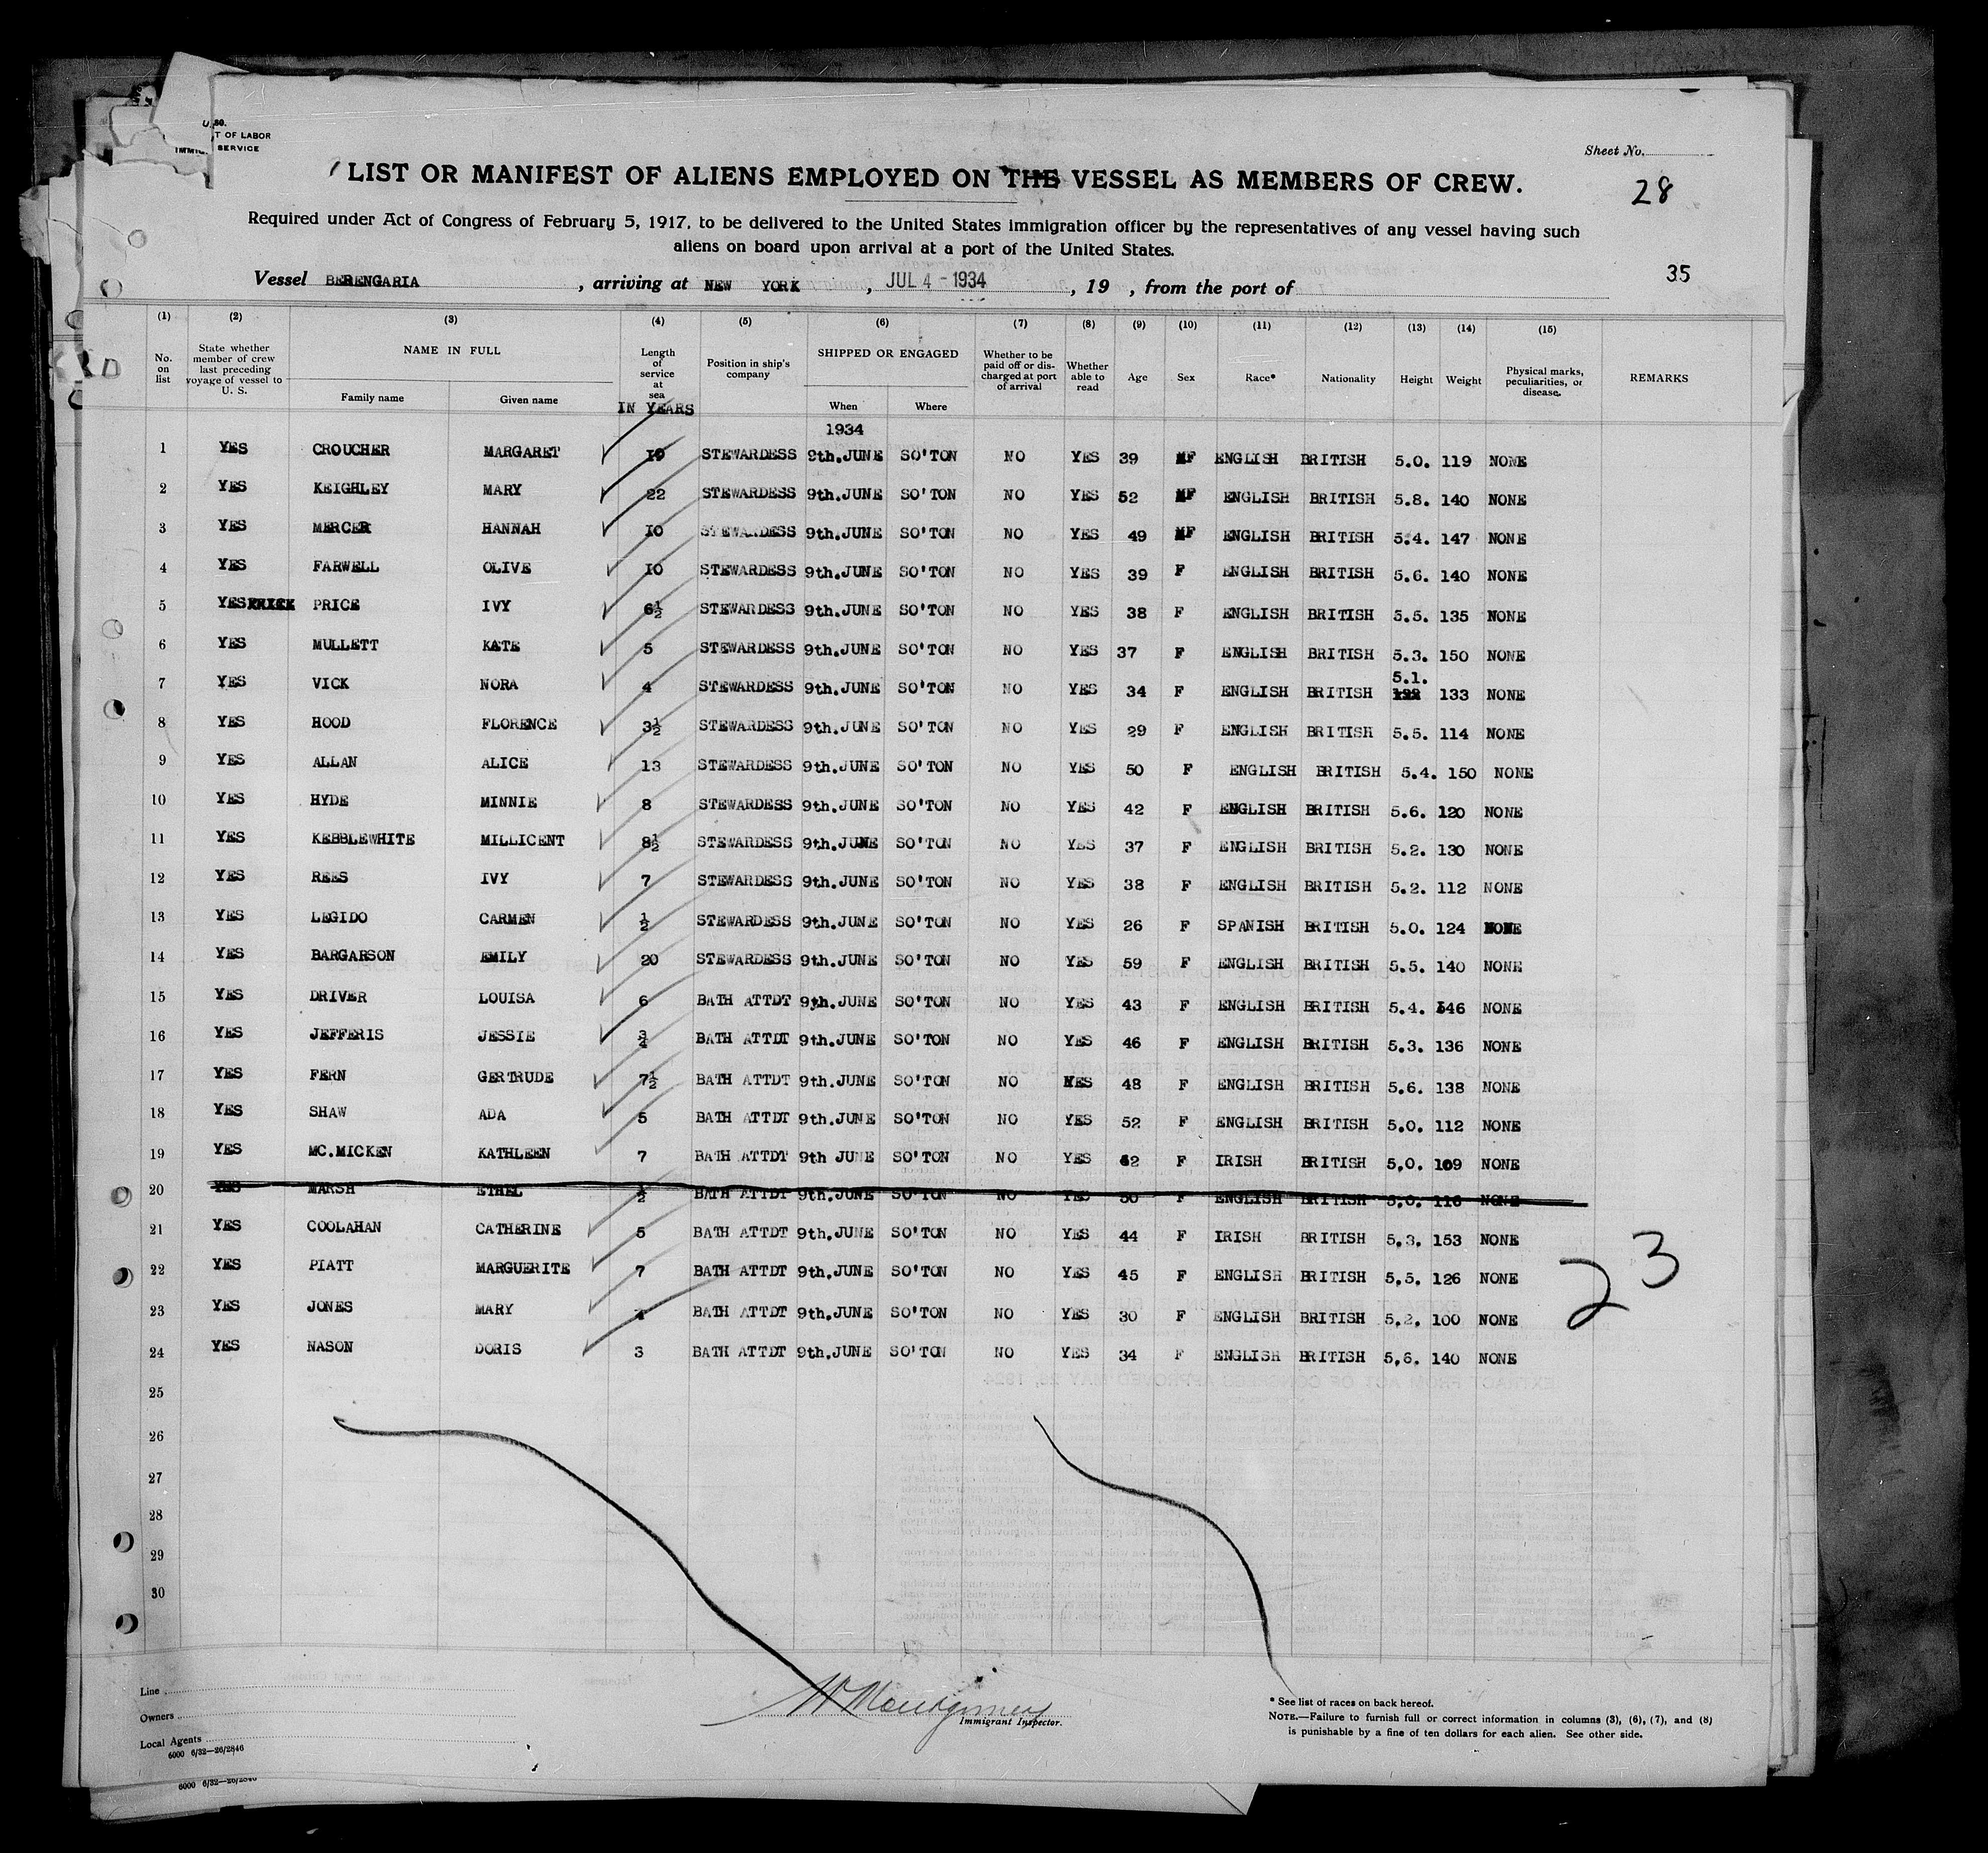 U 680.
T OF LABOR
SERVICE
Sheet No.
LIST OR MANIFEST OF ALIENS EMPLOYED ON THE VESSEL AS MEMBERS OF CREW.
28
Required under Act of Congress of February 5, 1917, to be delivered to the United States immigration officer by the representatives of any vessel having such
aliens on board upon arrival at a port of the United States.
Vessel BERENGARIA, arriving at NEW YORK, JUL 4 - 1934, 19 , from the port of
35
(1) (2) (3) (4) (5) (6) (7) (8) (9) (10) (11) (12) (13) (14) (15)
No. on list State whether member of crew last preceding voyage of vessel to U. S. NAME IN FULL Family name Given name Length of service at sea IN YEARS Position in ship's company SHIPPED OR ENGAGED When Where Whether to be paid off or discharged at port of arrival Whether able to read Age Sex Race* Nationality Height Weight Physical marks, peculiarities, or disease. REMARKS
1934
1 YES CROUCHER MARGARET 19 STEWARDESS 9th.JUNE SO'TON NO YES 39 F ENGLISH BRITISH 5.0. 119 NONE
2 YES KEIGHLEY MARY 22 STEWARDESS 9th.JUNE SO'TON NO YES 52 F ENGLISH BRITISH 5.8. 140 NONE
3 YES MERCER HANNAH 10 STEWARDESS 9th.JUNE SO'TON NO YES 49 F ENGLISH BRITISH 5.4. 147 NONE
4 YES FARWELL OLIVE 10 STEWARDESS 9th.JUNE SO'TON NO YES 39 F ENGLISH BRITISH 5.6. 140 NONE
5 YES PRICE IVY 6½ STEWARDESS 9th.JUNE SO'TON NO YES 38 F ENGLISH BRITISH 5.5. 135 NONE
6 YES MULLETT KATE 5 STEWARDESS 9th.JUNE SO'TON NO YES 37 F ENGLISH BRITISH 5.3. 150 NONE
7 YES VICK NORA 4 STEWARDESS 9th.JUNE SO'TON NO YES 34 F ENGLISH BRITISH 5.1. 133 NONE
8 YES HOOD FLORENCE 3½ STEWARDESS 9th.JUNE SO'TON NO YES 29 F ENGLISH BRITISH 5.5. 114 NONE
9 YES ALLAN ALICE 13 STEWARDESS 9th.JUNE SO'TON NO YES 50 F ENGLISH BRITISH 5.4. 150 NONE
10 YES HYDE MINNIE 8 STEWARDESS 9th.JUNE SO'TON NO YES 42 F ENGLISH BRITISH 5.6. 120 NONE
11 YES KEBBLEWHITE MILLICENT 8½ STEWARDESS 9th.JUNE SO'TON NO YES 37 F ENGLISH BRITISH 5.2. 130 NONE
12 YES REES IVY 7 STEWARDESS 9th.JUNE SO'TON NO YES 38 F ENGLISH BRITISH 5.2. 112 NONE
13 YES LEGIDO CARMEN ½ STEWARDESS 9th.JUNE SO'TON NO YES 26 F SPANISH BRITISH 5.0. 124 NONE
14 YES BARGARSON EMILY 20 STEWARDESS 9th.JUNE SO'TON NO YES 59 F ENGLISH BRITISH 5.5. 140 NONE
15 YES DRIVER LOUISA 6 BATH ATTDT 9th.JUNE SO'TON NO YES 43 F ENGLISH BRITISH 5.4. 146 NONE
16 YES JEFFERIS JESSIE ¾ BATH ATTDT 9th.JUNE SO'TON NO YES 46 F ENGLISH BRITISH 5.3. 136 NONE
17 YES FERN GERTRUDE 7½ BATH ATTDT 9th.JUNE SO'TON NO YES 48 F ENGLISH BRITISH 5.6. 138 NONE
18 YES SHAW ADA 5 BATH ATTDT 9th.JUNE SO'TON NO YES 52 F ENGLISH BRITISH 5.0. 112 NONE
19 YES MC.MICKEN KATHLEEN 7 BATH ATTDT 9th JUNE SO'TON NO YES 52 F IRISH BRITISH 5.0. 109 NONE
20 YES MARSH ETHEL ½ BATH ATTDT 9th.JUNE SO'TON NO YES 50 F ENGLISH BRITISH 5.0. 116 NONE
21 YES COOLAHAN CATHERINE 5 BATH ATTDT 9th.JUNE SO'TON NO YES 44 F IRISH BRITISH 5.3. 153 NONE
22 YES PIATT MARGUERITE 7 BATH ATTDT 9th.JUNE SO'TON NO YES 45 F ENGLISH BRITISH 5.5. 126 NONE
23 YES JONES MARY 4 BATH ATTDT 9th.JUNE SO'TON NO YES 30 F ENGLISH BRITISH 5.2. 100 NONE
24 YES NASON DORIS 3 BATH ATTDT 9th.JUNE SO'TON NO YES 34 F ENGLISH BRITISH 5.6. 140 NONE
23
25
26
27
28
29
30
Line
Owners
Local Agents
6000 6/32—26/2846
W Montgomery
Immigrant Inspector.
* See list of races on back hereof.
NOTE.—Failure to furnish full or correct information in columns (3), (6), (7), and (8)
is punishable by a fine of ten dollars for each alien. See other side.
6000 6/32—26/2846